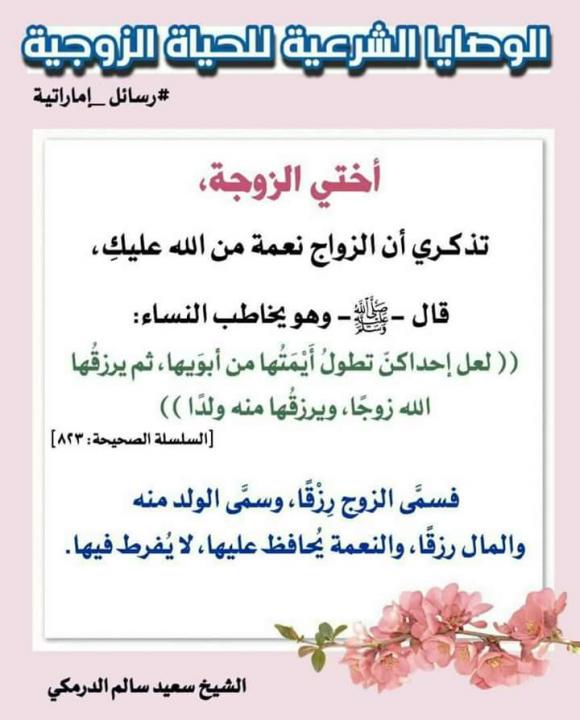 الوصايا الشرعية للحياة الزوجية
#رسائل_إماراتية
أختي الزوجة،
تذكري أن الزواج نعمة من الله عليكِ،
قال -ﷺ- وهو يخاطب النساء:
(( لعل إحداكنّ تطولُ أَيْمَتُها من أبوَيها، ثم يرزقُها
الله زوجًا، ويرزقُها منه ولدًا ))
[السلسلة الصحيحة: ٨٢٣]
فسمَّى الزوج رِزْقًا، وسمَّى الولد منه
والمال رزقًا، والنعمة يُحافظ عليها، لا يُفرط فيها.
الشيخ سعيد سالم الدرمكي